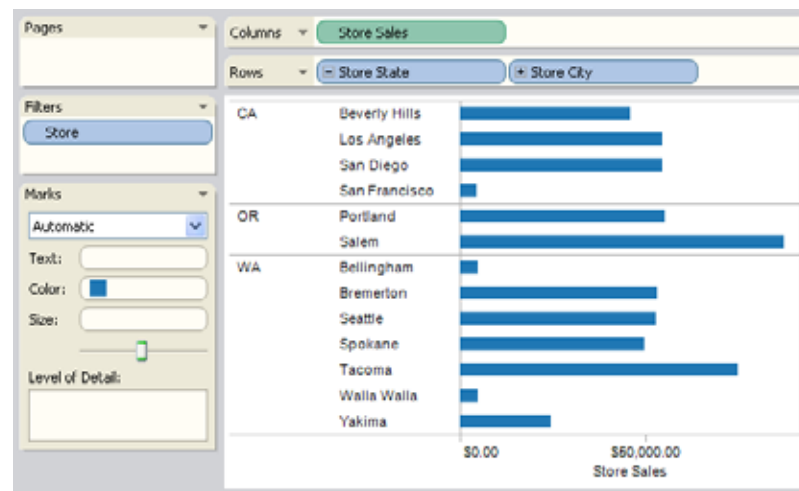 Pages
Columns Store Sales
Rows Store State Store City
Filters
Store
Marks
Automatic
Text:
Color:
Size:
Level of Detail:
CA Beverly Hills
Los Angeles
San Diego
San Francisco
OR Portland
Salem
WA Bellingham
Bremerton
Seattle
Spokane
Tacoma
Walla Walla
Yakima
$0.00 $50,000.00
Store Sales